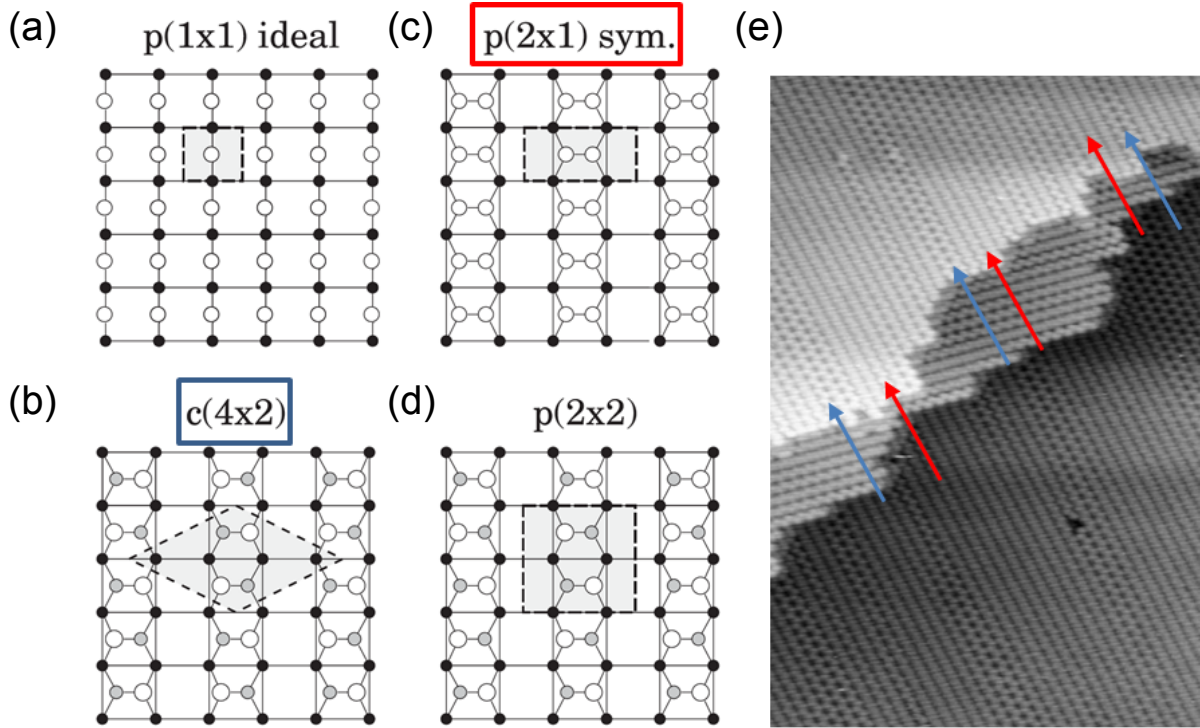 (a)
p(1x1) ideal
(c)
p(2x1) sym.
(e)
(b)
c(4x2)
(d)
p(2x2)